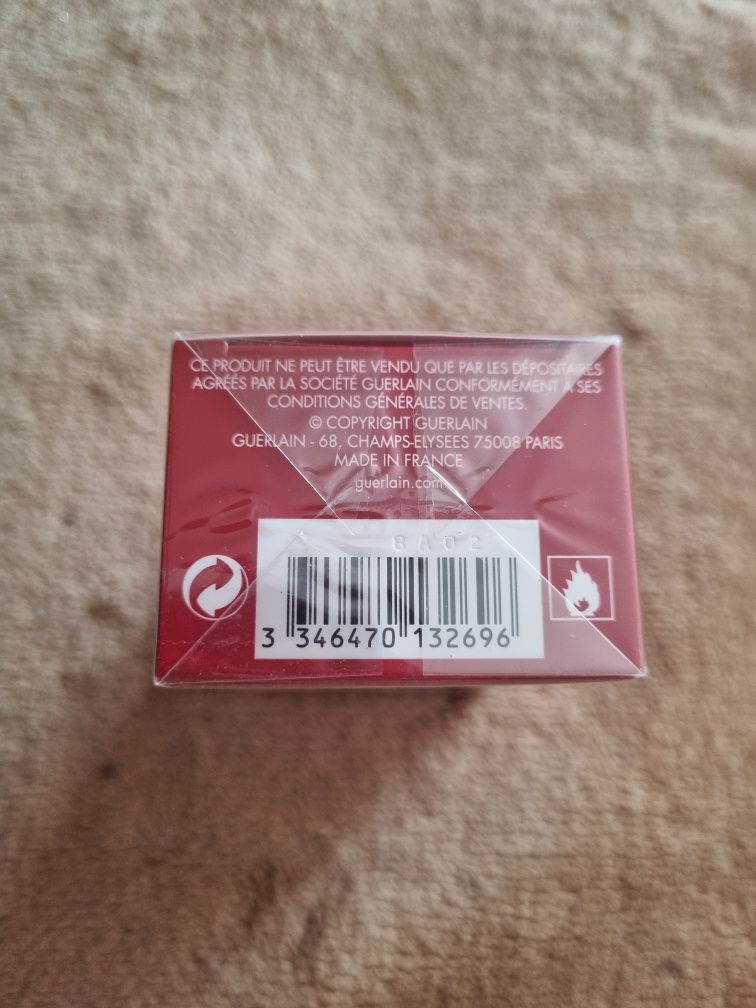 CE PRODUIT NE PEUT ÊTRE VENDU QUE PAR LES DÉPOSITAIRES
AGRÉÉS PAR LA SOCIÉTÉ GUERLAIN CONFORMÉMENT A SES
CONDITIONS GÉNÉRALES DE VENTES.
© COPYRIGHT GUERLAIN
GUERLAIN - 68, CHAMPS-ELYSEES 75008 PARIS
MADE IN FRANCE
guerlain.com
8A02
3 346470 132696